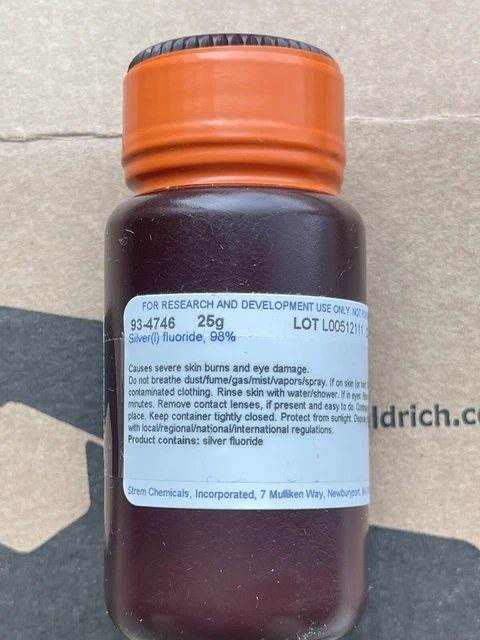 FOR RESEARCH AND DEVELOPMENT USE ONLY. NOT
93-4746 25g LOT L00512111
Silver(I) fluoride, 98%
Causes severe skin burns and eye damage.
Do not breathe dust/fume/gas/mist/vapors/spray. If on skin (or
contaminated clothing. Rinse skin with water/shower. If in eyes:
minutes. Remove contact lenses, if present and easy to do.
place. Keep container tightly closed. Protect from sunlight.
with local/regional/national/international regulations.
Product contains: silver fluoride
Strem Chemicals, Incorporated, 7 Mulliken Way, Newburyport,
ldrich.c